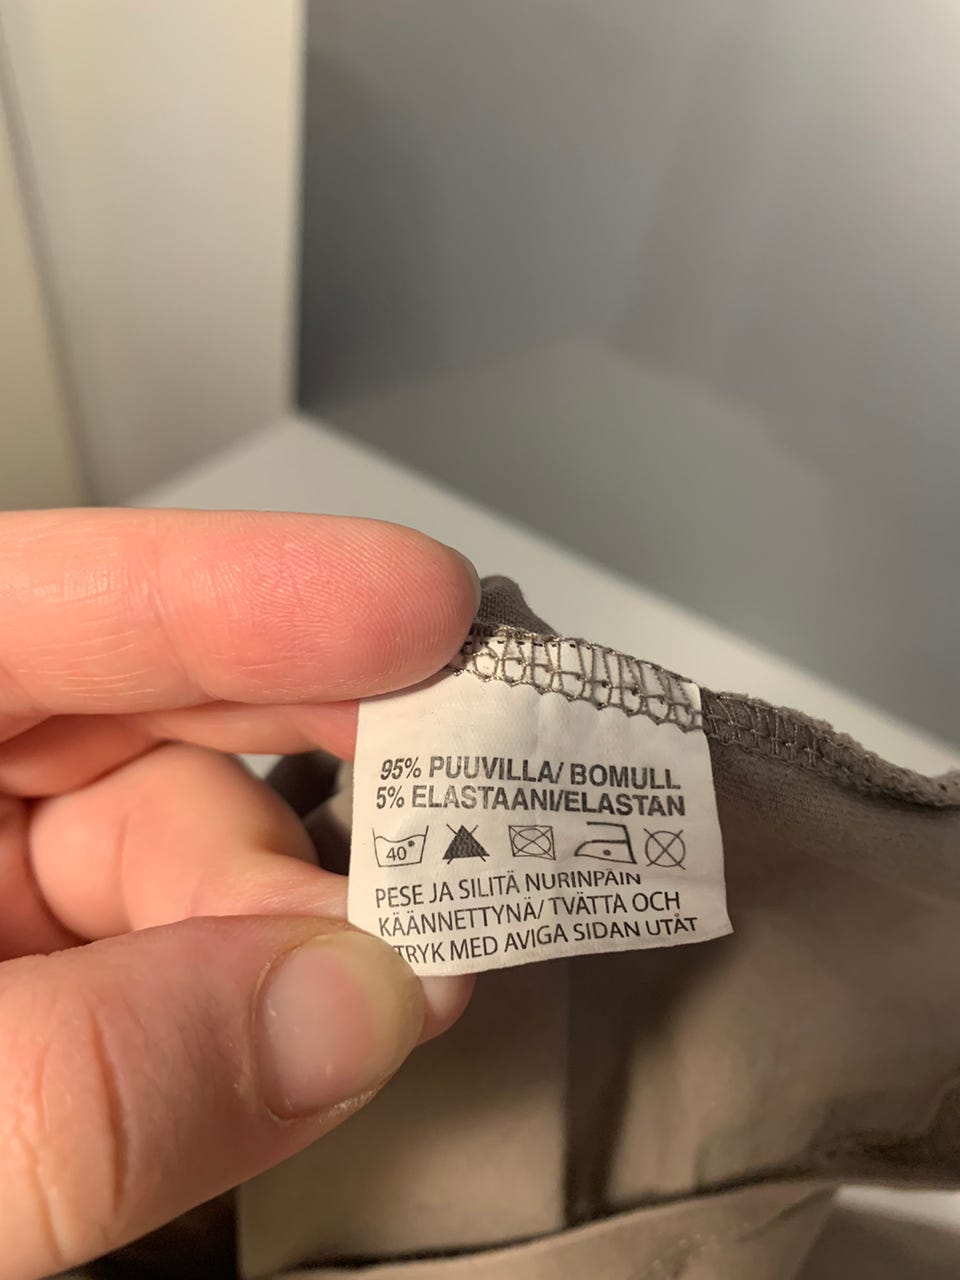 95% PUUVILLA/ BOMULL
5% ELASTAANI/ELASTAN
40°
PESE JA SILITÄ NURINPÄIN
KÄÄNNETTYNÄ/ TVÄTTA OCH
TRYK MED AVIGA SIDAN UTÅT